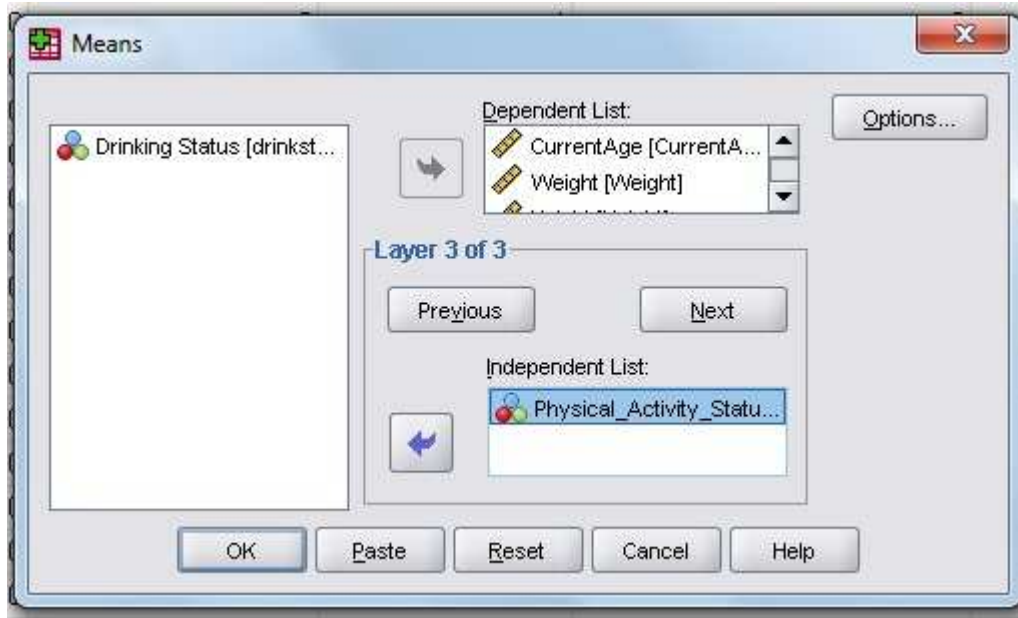 Means
Drinking Status [drinkst...
Dependent List:
CurrentAge [CurrentA...
Weight [Weight]
Options...
Layer 3 of 3
Previous
Next
Independent List:
Physical_Activity_Statu...
OK
Paste
Reset
Cancel
Help